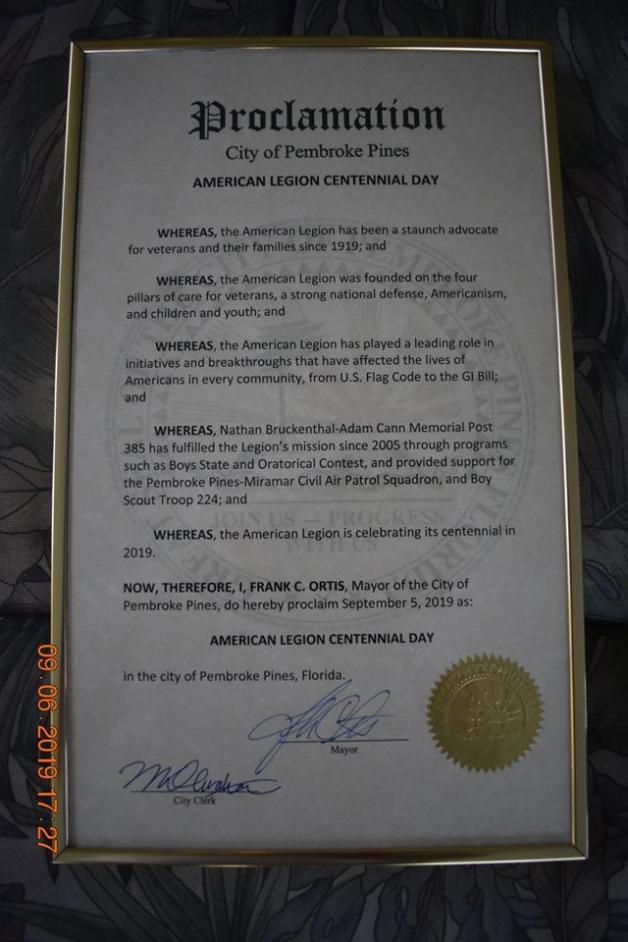 Proclamation
City of Pembroke Pines
AMERICAN LEGION CENTENNIAL DAY
WHEREAS, the American Legion has been a staunch advocate
for veterans and their families since 1919; and
WHEREAS, the American Legion was founded on the four
pillars of care for veterans, a strong national defense, Americanism,
and children and youth; and
WHEREAS, the American Legion has played a leading role in
initiatives and breakthroughs that have affected the lives of
Americans in every community, from U.S. Flag Code to the GI Bill;
and
WHEREAS, Nathan Bruckenthal-Adam Cann Memorial Post
385 has fulfilled the Legion's mission since 2005 through programs
such as Boys State and Oratorical Contest, and provided support for
the Pembroke Pines-Miramar Civil Air Patrol Squadron, and Boy
Scout Troop 224; and
JOIN US - PROGRESS
WITH US
WHEREAS, the American Legion is celebrating its centennial in
2019.
NOW, THEREFORE, I, FRANK C. ORTIS, Mayor of the City of
Pembroke Pines, do hereby proclaim September 5, 2019 as:
AMERICAN LEGION CENTENNIAL DAY
in the city of Pembroke Pines, Florida.
Mayor
City Clerk
09 06 2019 17:27